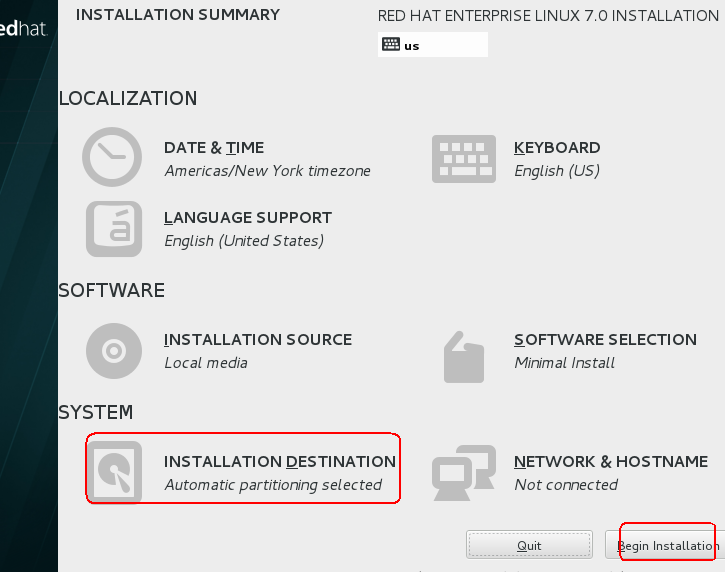 INSTALLATION SUMMARY
RED HAT ENTERPRISE LINUX 7.0 INSTALLATION
edhat.
us
LOCALIZATION
DATE & TIME
Americas/New York timezone
KEYBOARD
English (US)
LANGUAGE SUPPORT
English (United States)
SOFTWARE
INSTALLATION SOURCE
Local media
SOFTWARE SELECTION
Minimal Install
SYSTEM
INSTALLATION DESTINATION
Automatic partitioning selected
NETWORK & HOSTNAME
Not connected
Quit
Begin Installation